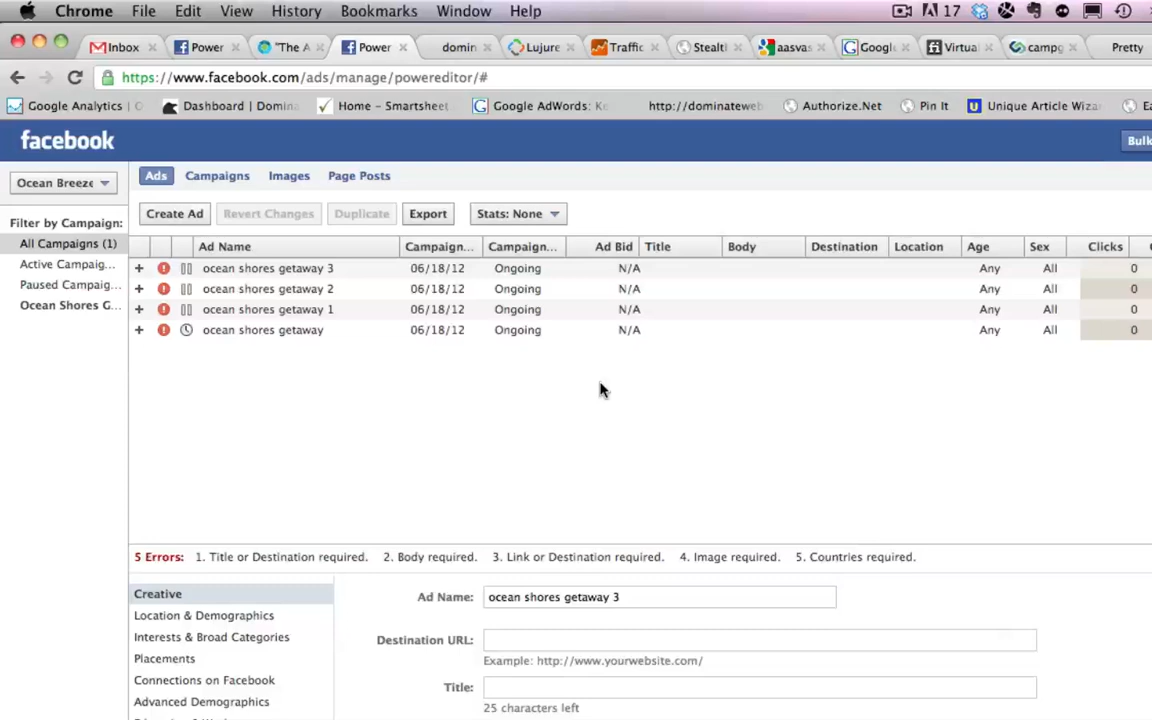 Chrome File Edit View History Bookmarks Window Help 17
Inbox Power "The A Power domin Lujure Traffic Stealt aasvas Googl Virtual campg Pretty
https://www.facebook.com/ads/manage/powereditor/#
Google Analytics | Dashboard | Domina Home – Smartsheet Google AdWords: Ke http://dominatewe Authorize.Net Pin It Unique Article Wiza
facebook Bulk
Ocean Breeze Ads Campaigns Images Page Posts
Filter by Campaign: Create Ad Revert Changes Duplicate Export Stats: None
All Campaigns (1) Ad Name Campaign... Campaign... Ad Bid Title Body Destination Location Age Sex Clicks
Active Campaig... + ocean shores getaway 3 06/18/12 Ongoing N/A Any All 0
Paused Campaig... + ocean shores getaway 2 06/18/12 Ongoing N/A Any All 0
Ocean Shores G... + ocean shores getaway 1 06/18/12 Ongoing N/A Any All 0
+ ocean shores getaway 06/18/12 Ongoing N/A Any All 0
5 Errors: 1. Title or Destination required. 2. Body required. 3. Link or Destination required. 4. Image required. 5. Countries required.
Creative Ad Name: ocean shores getaway 3
Location & Demographics
Interests & Broad Categories Destination URL:
Placements Example: http://www.yourwebsite.com/
Connections on Facebook Title:
Advanced Demographics 25 characters left